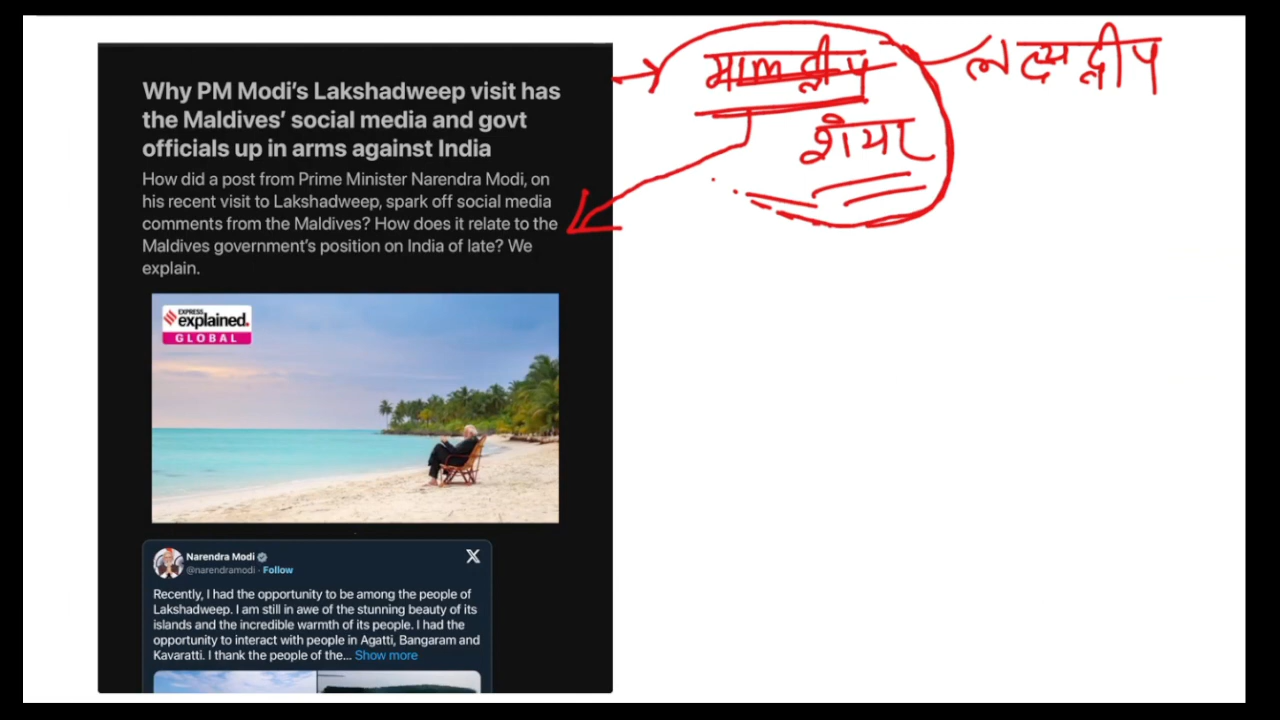 Why PM Modi's Lakshadweep visit has
the Maldives' social media and govt
officials up in arms against India
How did a post from Prime Minister Narendra Modi, on
his recent visit to Lakshadweep, spark off social media
comments from the Maldives? How does it relate to the
Maldives government's position on India of late? We
explain.
EXPRESS
explained.
GLOBAL
Narendra Modi
@narendramodi · Follow
X
Recently, I had the opportunity to be among the people of
Lakshadweep. I am still in awe of the stunning beauty of its
islands and the incredible warmth of its people. I had the
opportunity to interact with people in Agatti, Bangaram and
Kavaratti. I thank the people of the... Show more
मालद्वीप
लक्ष्यद्वीप